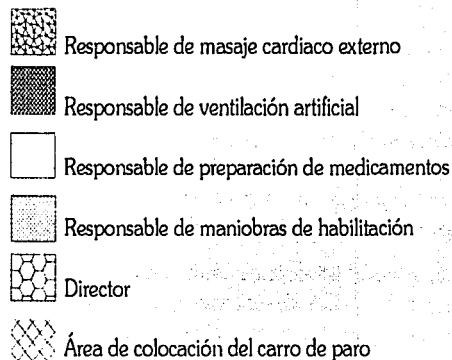 Responsable de masaje cardiaco externo
Responsable de ventilación artificial
Responsable de preparación de medicamentos
Responsable de maniobras de habilitación
Director
Área de colocación del carro de paro